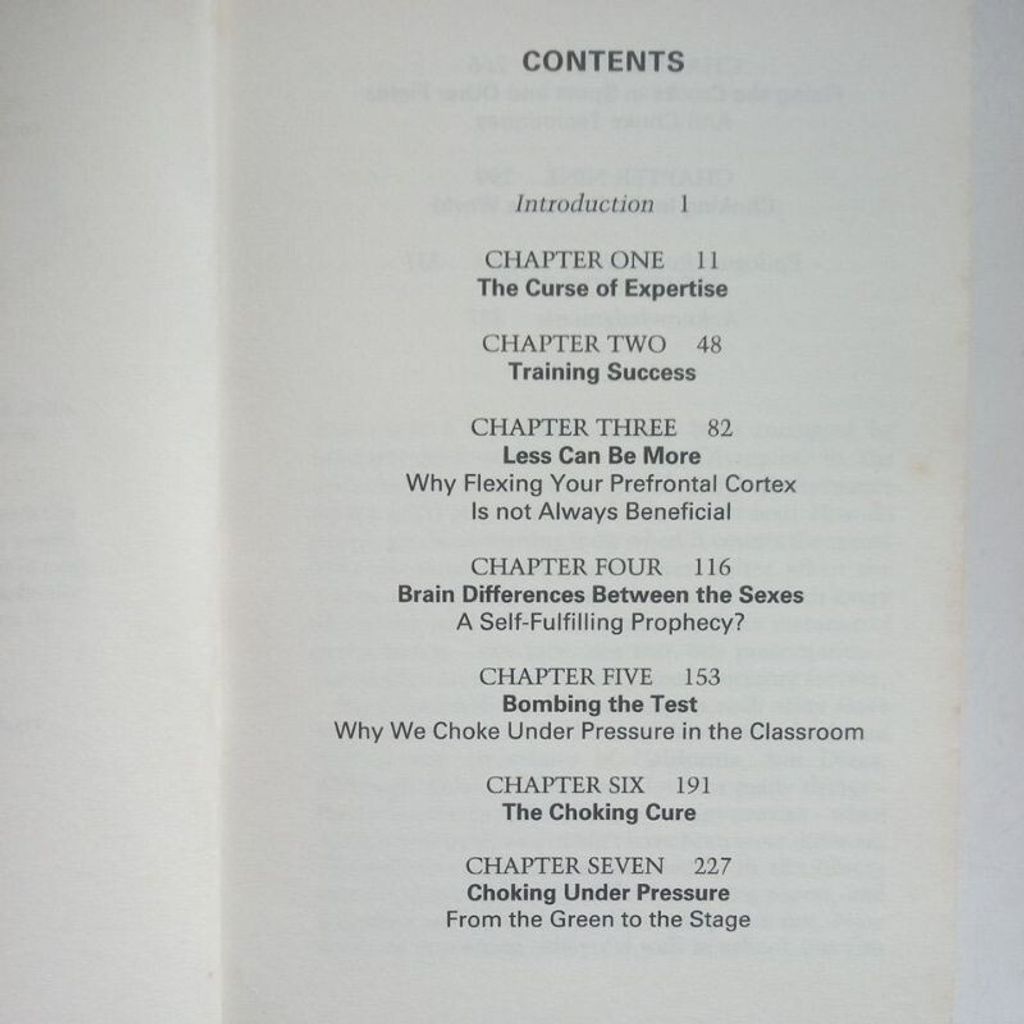 CONTENTS
Introduction 1
CHAPTER ONE 11
The Curse of Expertise
CHAPTER TWO 48
Training Success
CHAPTER THREE 82
Less Can Be More
Why Flexing Your Prefrontal Cortex
Is not Always Beneficial
CHAPTER FOUR 116
Brain Differences Between the Sexes
A Self-Fulfilling Prophecy?
CHAPTER FIVE 153
Bombing the Test
Why We Choke Under Pressure in the Classroom
CHAPTER SIX 191
The Choking Cure
CHAPTER SEVEN 227
Choking Under Pressure
From the Green to the Stage